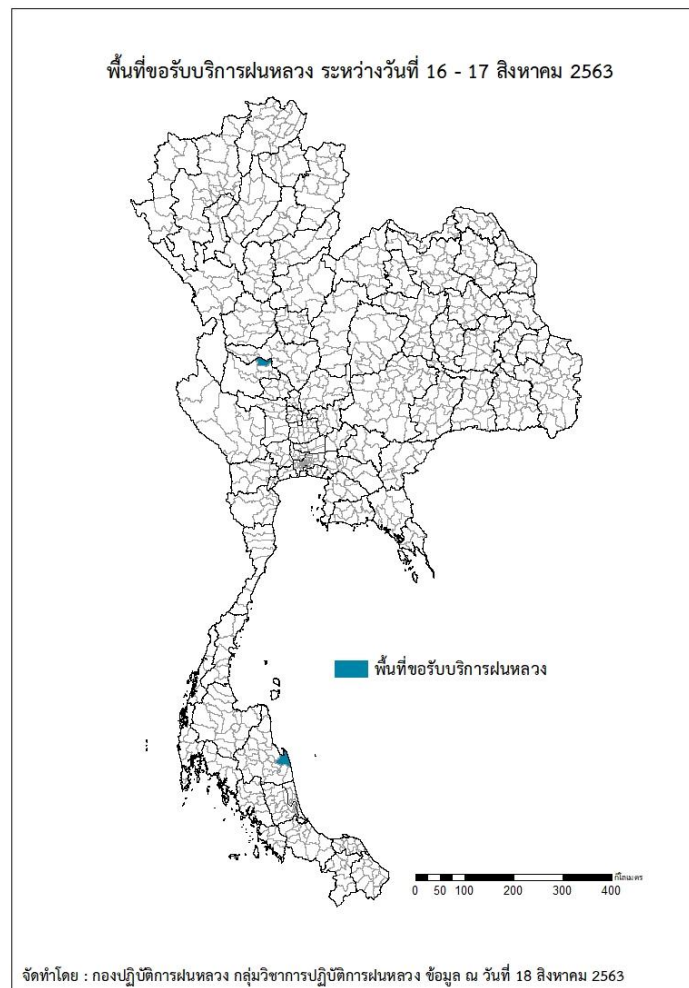 พื้นที่ขอรับบริการฝนหลวง ระหว่างวันที่ 16 - 17 สิงหาคม 2563
พื้นที่ขอรับบริการฝนหลวง
กิโลเมตร
0 50 100 200 300 400
จัดทำโดย : กองปฏิบัติการฝนหลวง กลุ่มวิชาการปฏิบัติการฝนหลวง ข้อมูล ณ วันที่ 18 สิงหาคม 2563